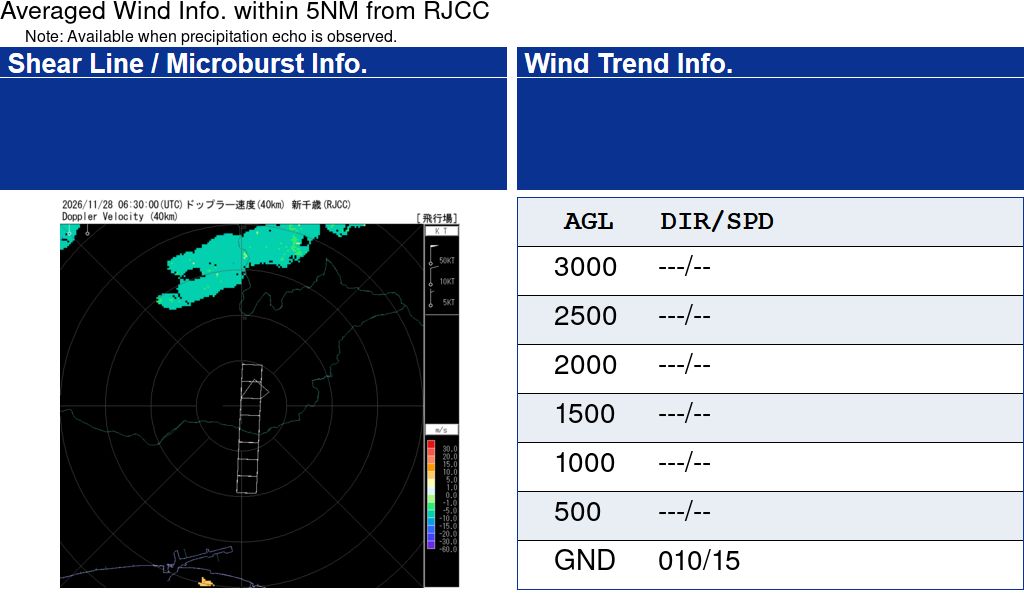 Averaged Wind Info. within 5NM from RJCC
Note: Available when precipitation echo is observed.
Shear Line / Microburst Info.
Wind Trend Info.
2026/11/28 06:30:00(UTC) ドップラー速度(40km) 新千歳(RJCC)
Doppler Velocity (40km)
[飛行場]
K T
50KT
10KT
5KT
m/s
30.0
20.0
15.0
10.0
5.0
1.0
0.0
-1.0
-5.0
-10.0
-15.0
-20.0
-30.0
-60.0
AGL DIR/SPD
3000 ---/--
2500 ---/--
2000 ---/--
1500 ---/--
1000 ---/--
500 ---/--
GND 010/15